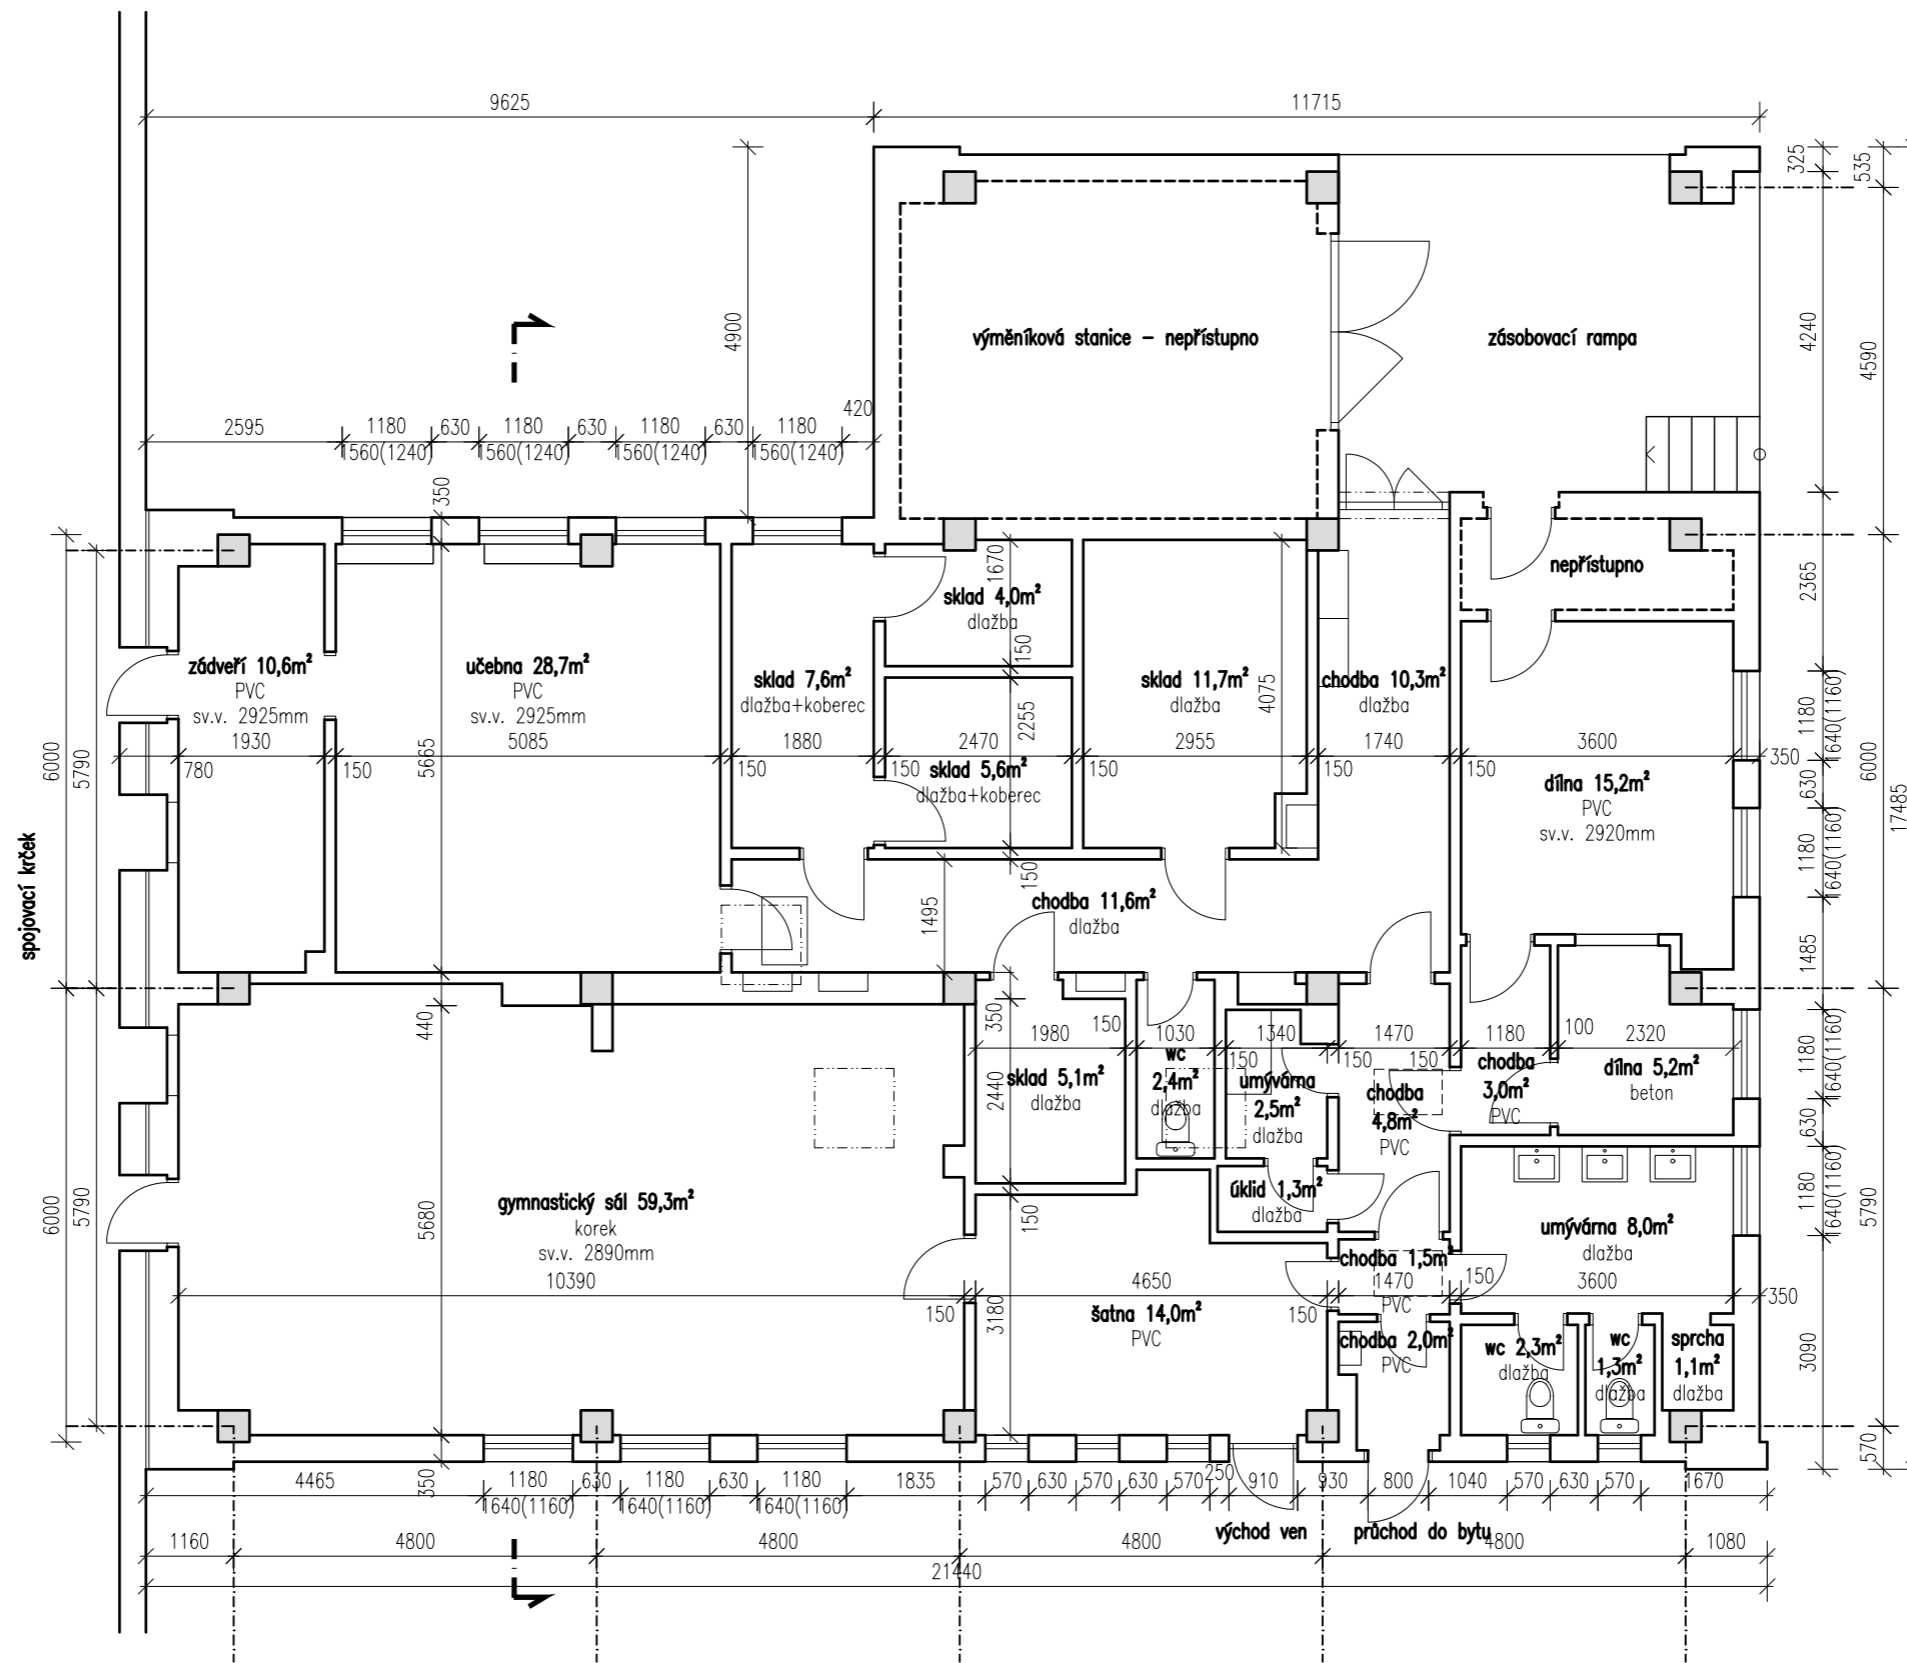 9625
11715
325
535
4900
4240
4590
výměníková stanice – nepřístupno
zásobovací rampa
2595
1180
630
1180
630
1180
630
1180
420
1560(1240)
1560(1240)
1560(1240)
1560(1240)
350
1670
sklad 4,0m²
dlažba
150
nepřístupno
2365
zádveří 10,6m²
PVC
sv.v. 2925mm
učebna 28,7m²
PVC
sv.v. 2925mm
sklad 7,6m²
dlažba+koberec
sklad 11,7m²
dlažba
chodba 10,3m²
dlažba
2255
4075
1180
1640(1160)
6000
5790
1930
5085
1880
2470
2955
1740
3600
780
150
5665
150
150
150
150
150
350
sklad 5,6m²
dlažba+koberec
dílna 15,2m²
PVC
sv.v. 2920mm
630
6000
17485
1180
1640(1160)
spojovací krček
150
1495
chodba 11,6m²
dlažba
1485
440
350
1980
150
1030
1340
150
1470
150
150
1180
100
2320
1180
1640(1160)
sklad 5,1m²
dlažba
2440
wc
2,4m²
dlažba
umývárna
2,5m²
dlažba
chodba
4,8m²
PVC
chodba
3,0m²
PVC
dílna 5,2m²
beton
630
6000
5790
5680
gymnastický sál 59,3m²
korek
sv.v. 2890mm
10390
150
150
úklid 1,3m²
dlažba
umývárna 8,0m²
dlažba
1180
1640(1160)
5790
chodba 1,5m²
1470
PVC
150
3600
350
4650
150
3180
šatna 14,0m²
PVC
chodba 2,0m²
PVC
wc 2,3m²
dlažba
wc
1,3m²
dlažba
sprcha
1,1m²
dlažba
3090
570
4465
350
1180
630
1180
630
1180
1835
570
630
570
630
570
250
910
930
800
1040
570
630
570
1670
1640(1160)
1640(1160)
1640(1160)
východ ven
průchod do bytu
1160
4800
4800
4800
4800
1080
21440